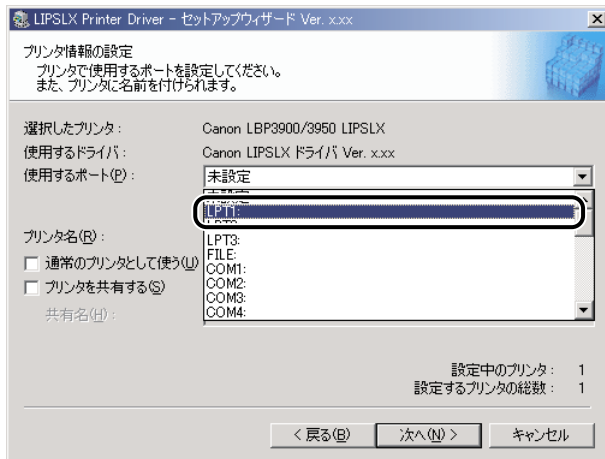 LIPSLX Printer Driver - セットアップウィザード Ver. x.xx
プリンタ情報の設定
プリンタで使用するポートを設定してください。
また、プリンタに名前を付けられます。
選択したプリンタ： Canon LBP3900/3950 LIPSLX
使用するドライバ： Canon LIPSLX ドライバ Ver. x.xx
使用するポート(P)： 未設定
LPT1:
プリンタ名(R)：
LPT3:
通常のプリンタとして使う(U)
FILE:
COM1:
プリンタを共有する(S)
COM2:
COM3:
共有名(H)：
COM4:
設定中のプリンタ： 1
設定するプリンタの総数： 1
< 戻る(B) 次へ(N) > キャンセル